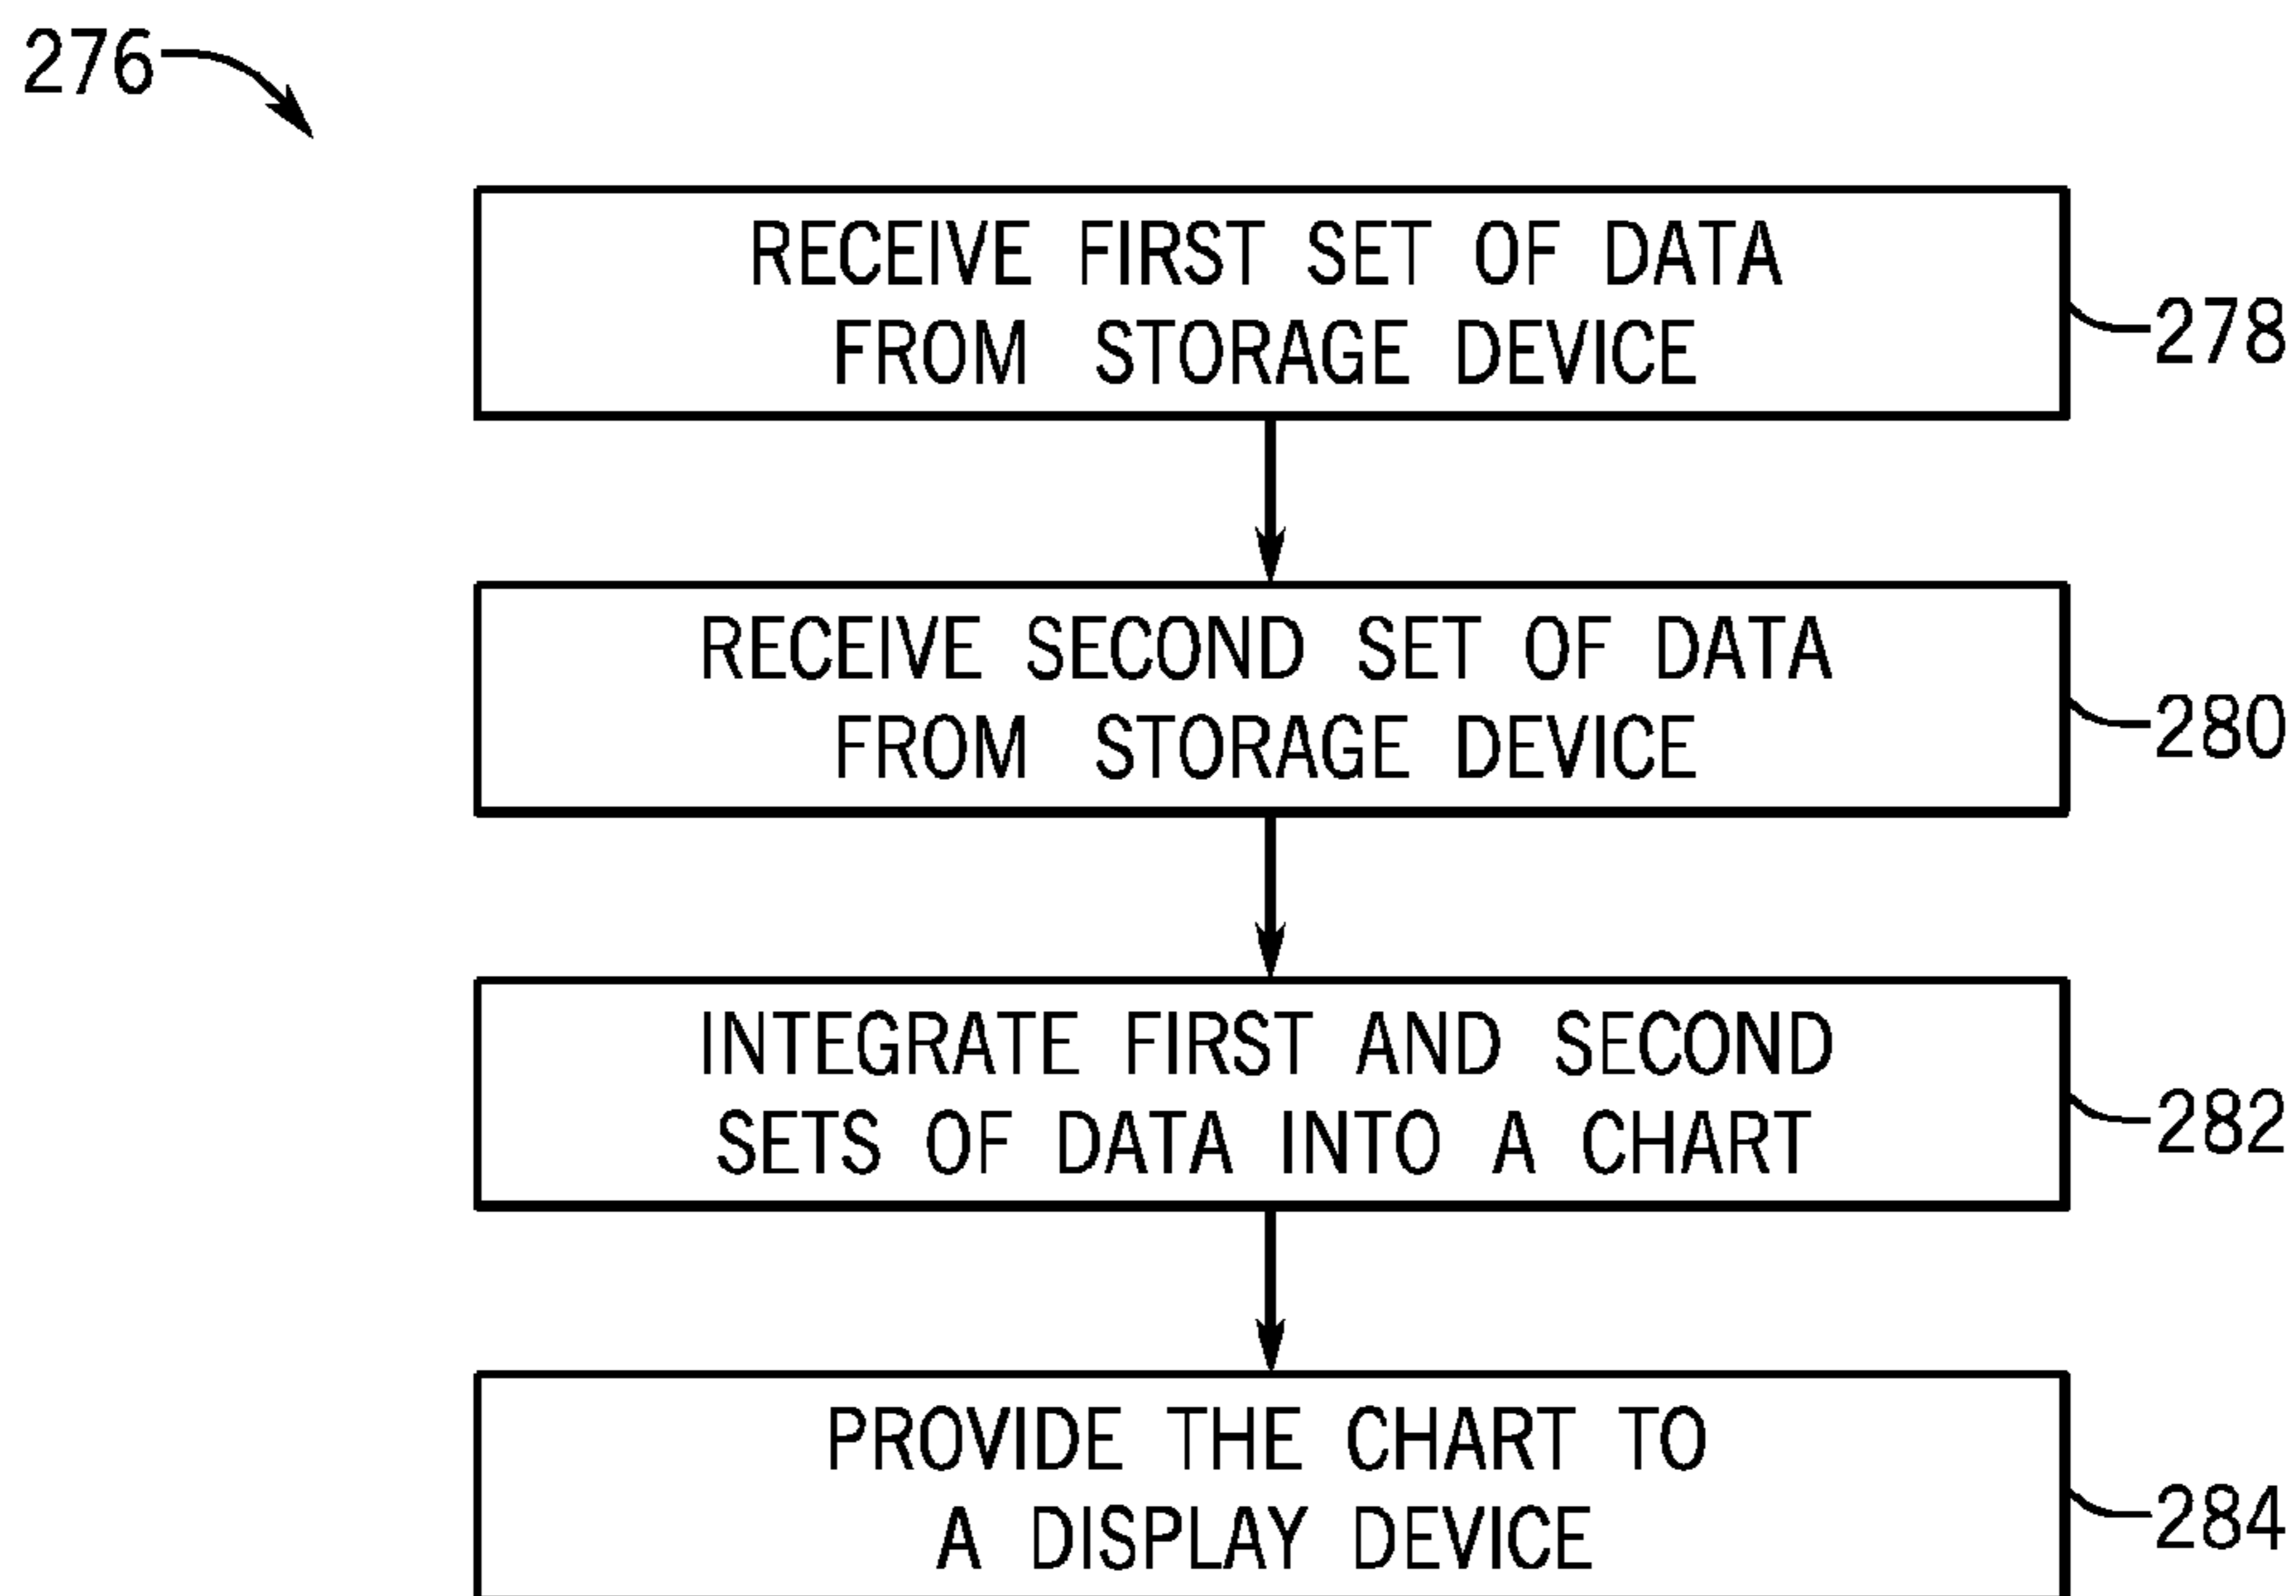 276
RECEIVE FIRST SET OF DATA
FROM STORAGE DEVICE
278
RECEIVE SECOND SET OF DATA
FROM STORAGE DEVICE
280
INTEGRATE FIRST AND SECOND
SETS OF DATA INTO A CHART
282
PROVIDE THE CHART TO
A DISPLAY DEVICE
284